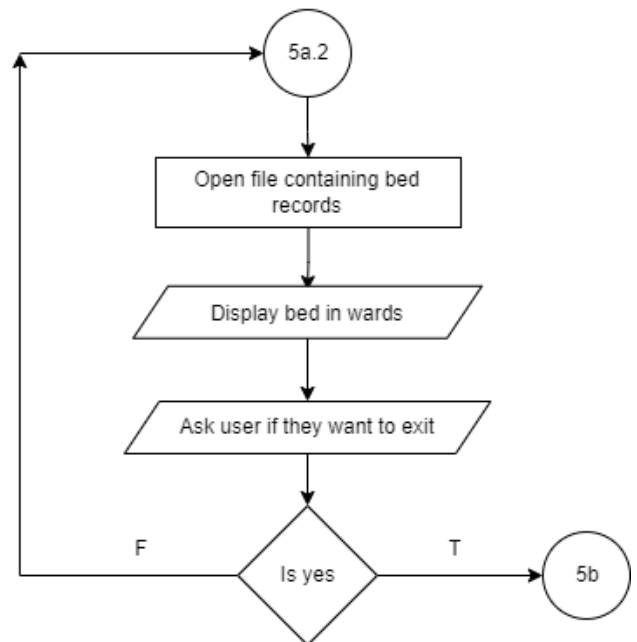 5a.2
Open file containing bed
records
Display bed in wards
Ask user if they want to exit
F
T
Is yes
5b